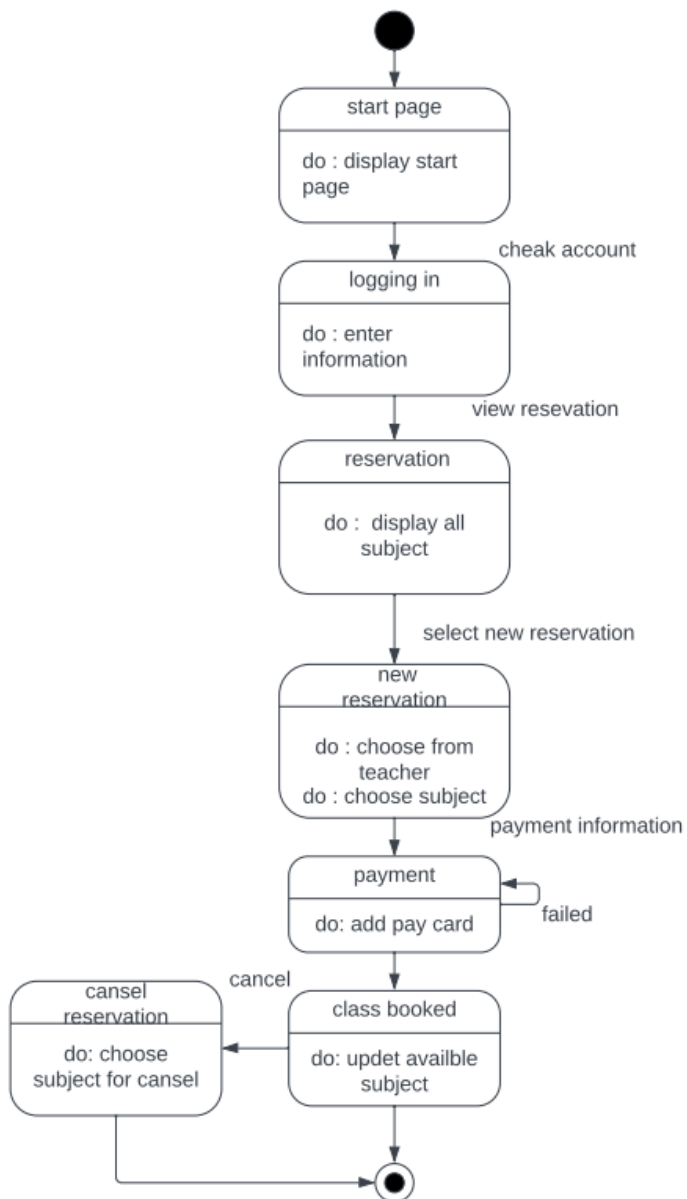 start page
do : display start
page
cheak account
logging in
do : enter
information
view resevation
reservation
do :  display all
subject
select new reservation
new
reservation
do : choose from
teacher
do : choose subject
payment information
payment
do: add pay card
failed
cancel
cansel
reservation
do: choose
subject for cansel
class booked
do: updet availble
subject